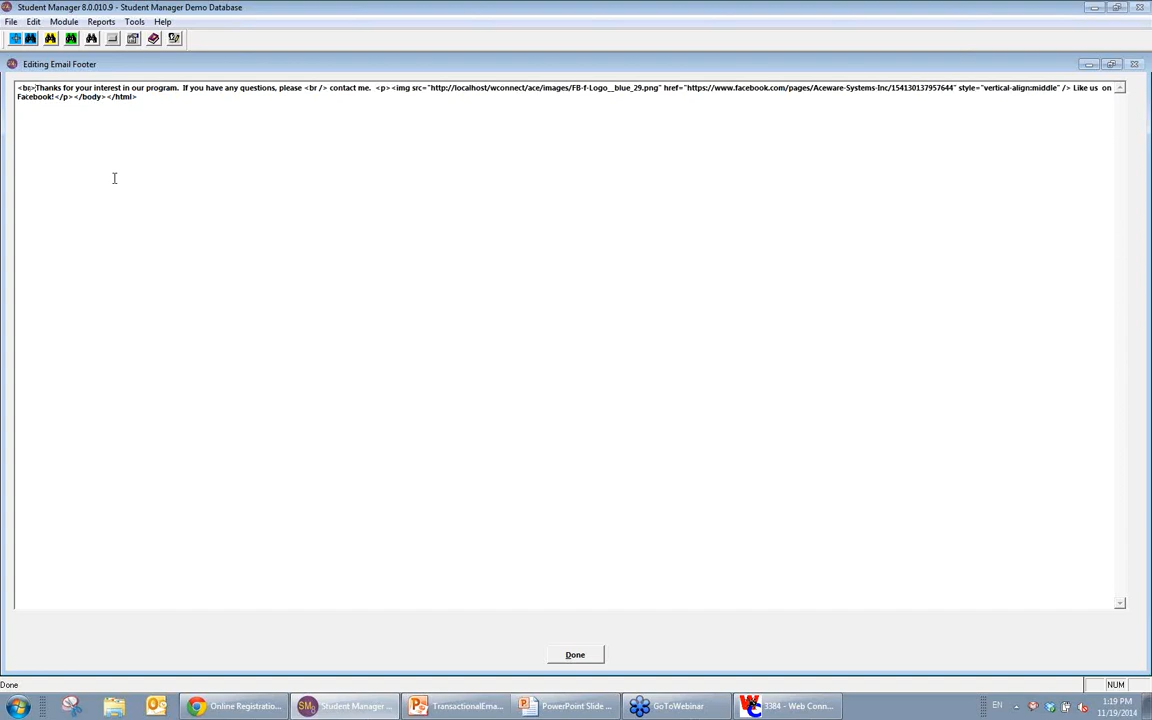 Student Manager 8.0.010.9 - Student Manager Demo Database
File Edit Module Reports Tools Help
Editing Email Footer
<br>Thanks for your interest in our program. If you have any questions, please <br /> contact me. <p><img src="http://localhost/wconnect/ace/images/FB-f-Logo__blue_29.png" href="https://www.facebook.com/pages/Aceware-Systems-Inc/154130137957644" style="vertical-align:middle" /> Like us on
Facebook!</p></body></html>
Done
Done
NUM
Online Registratio... Student Manager ... TransactionalEma... PowerPoint Slide ... GoToWebinar 3384 - Web Conn... EN 1:19 PM
11/19/2014